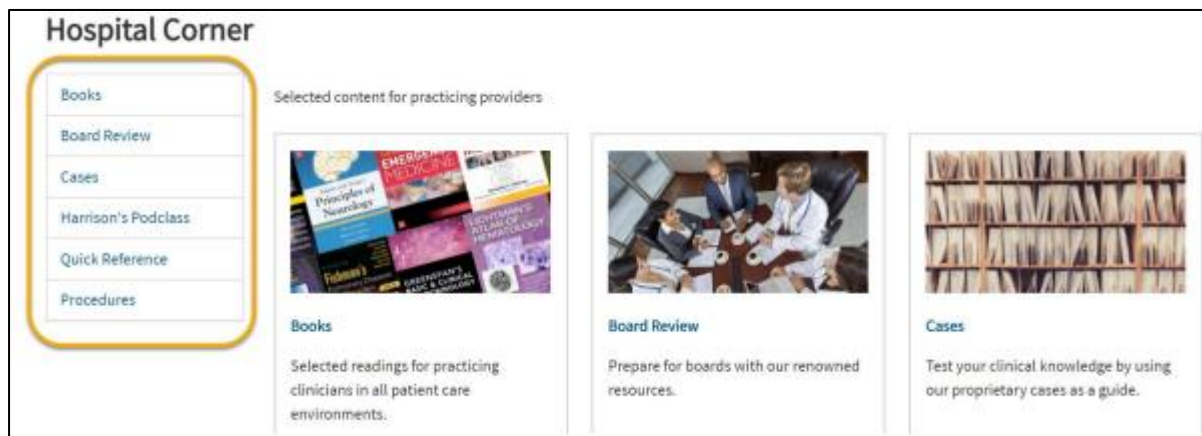 Hospital Corner
Books
Board Review
Cases
Harrison's Podclass
Quick Reference
Procedures
Selected content for practicing providers
Principles of
Neurology
EMERGENCY
MEDICINE
Fishman's
GREENSPAN'S
BASIC & CLINICAL
LICHTMAN'S
ATLAS OF
HEMATOLOGY
Books
Selected readings for practicing
clinicians in all patient care
environments.
Board Review
Prepare for boards with our renowned
resources.
Cases
Test your clinical knowledge by using
our proprietary cases as a guide.